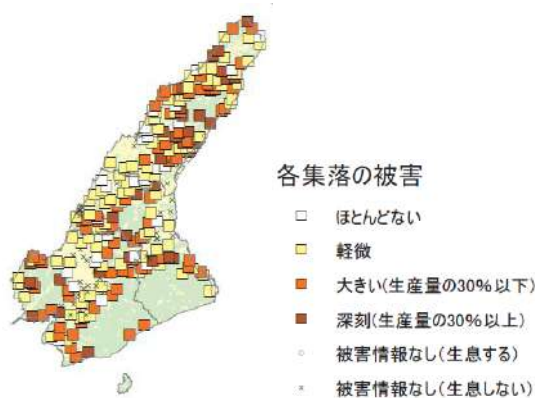 各集落の被害
ほとんどない
軽微
大きい(生産量の30%以下)
深刻(生産量の30%以上)
被害情報なし(生息する)
被害情報なし(生息しない)